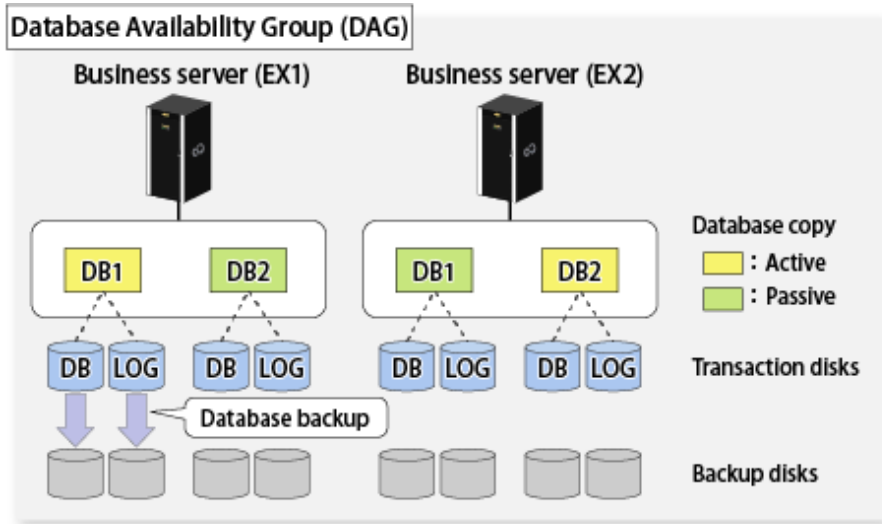 Database Availability Group (DAG)
Business server (EX1)
Business server (EX2)
DB1
DB2
DB1
DB2
Database copy
: Active
: Passive
DB
LOG
DB
LOG
DB
LOG
DB
LOG
Transaction disks
Database backup
Backup disks